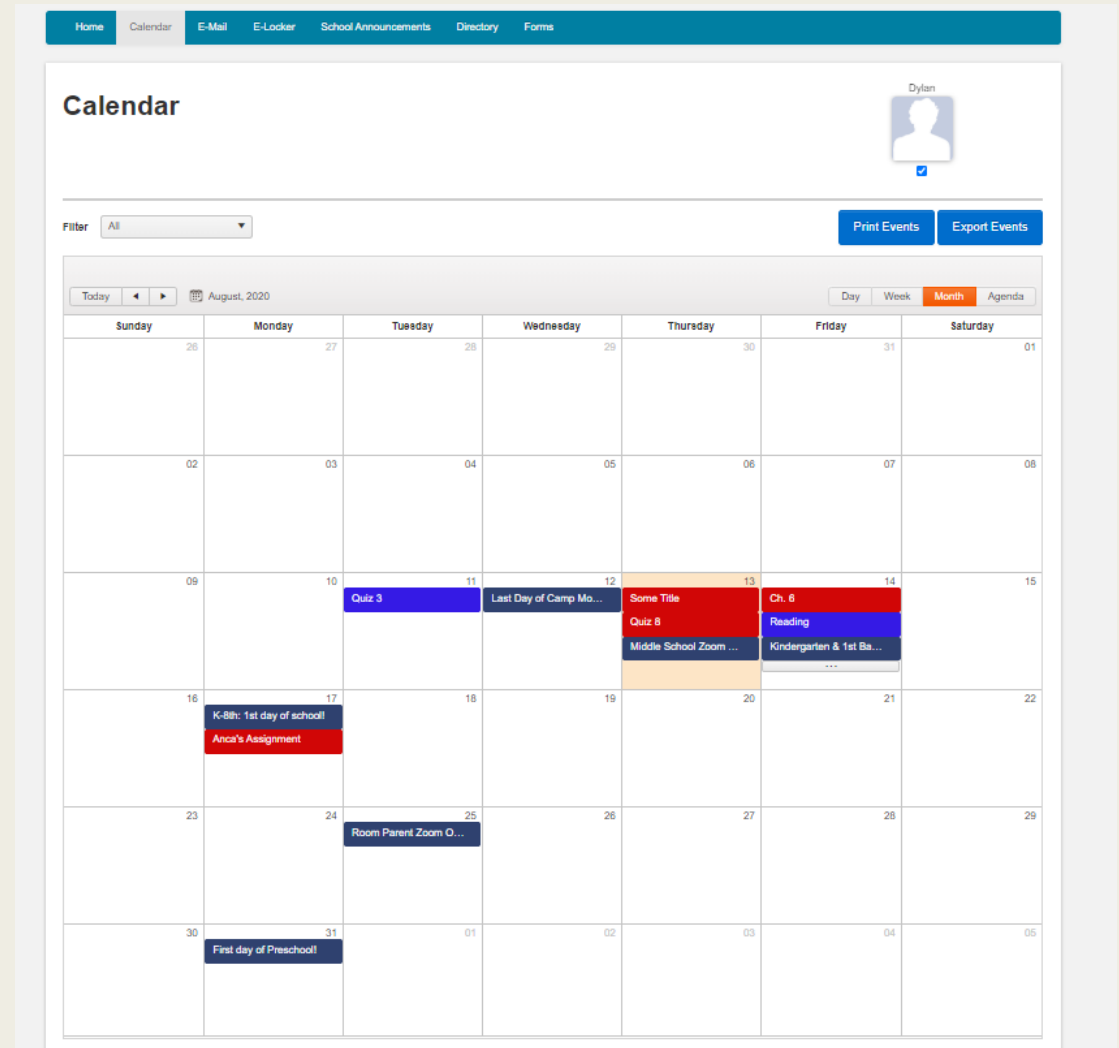 Home Calendar E-Mail E-Locker School Announcements Directory Forms
Calendar
Dylan
Filter All
Print Events Export Events
Today August, 2020 Day Week Month Agenda
Sunday Monday Tuesday Wednesday Thursday Friday Saturday
26 27 28 29 30 31 01
02 03 04 05 06 07 08
09 10 11 12 13 14 15
Quiz 3 Last Day of Camp Mo... Some Title Ch. 6
Quiz 8 Reading
Middle School Zoom ... Kindergarten & 1st Ba...
...
16 17 18 19 20 21 22
K-8th: 1st day of school!
Anca's Assignment
23 24 25 26 27 28 29
Room Parent Zoom O...
30 31 01 02 03 04 05
First day of Preschool!